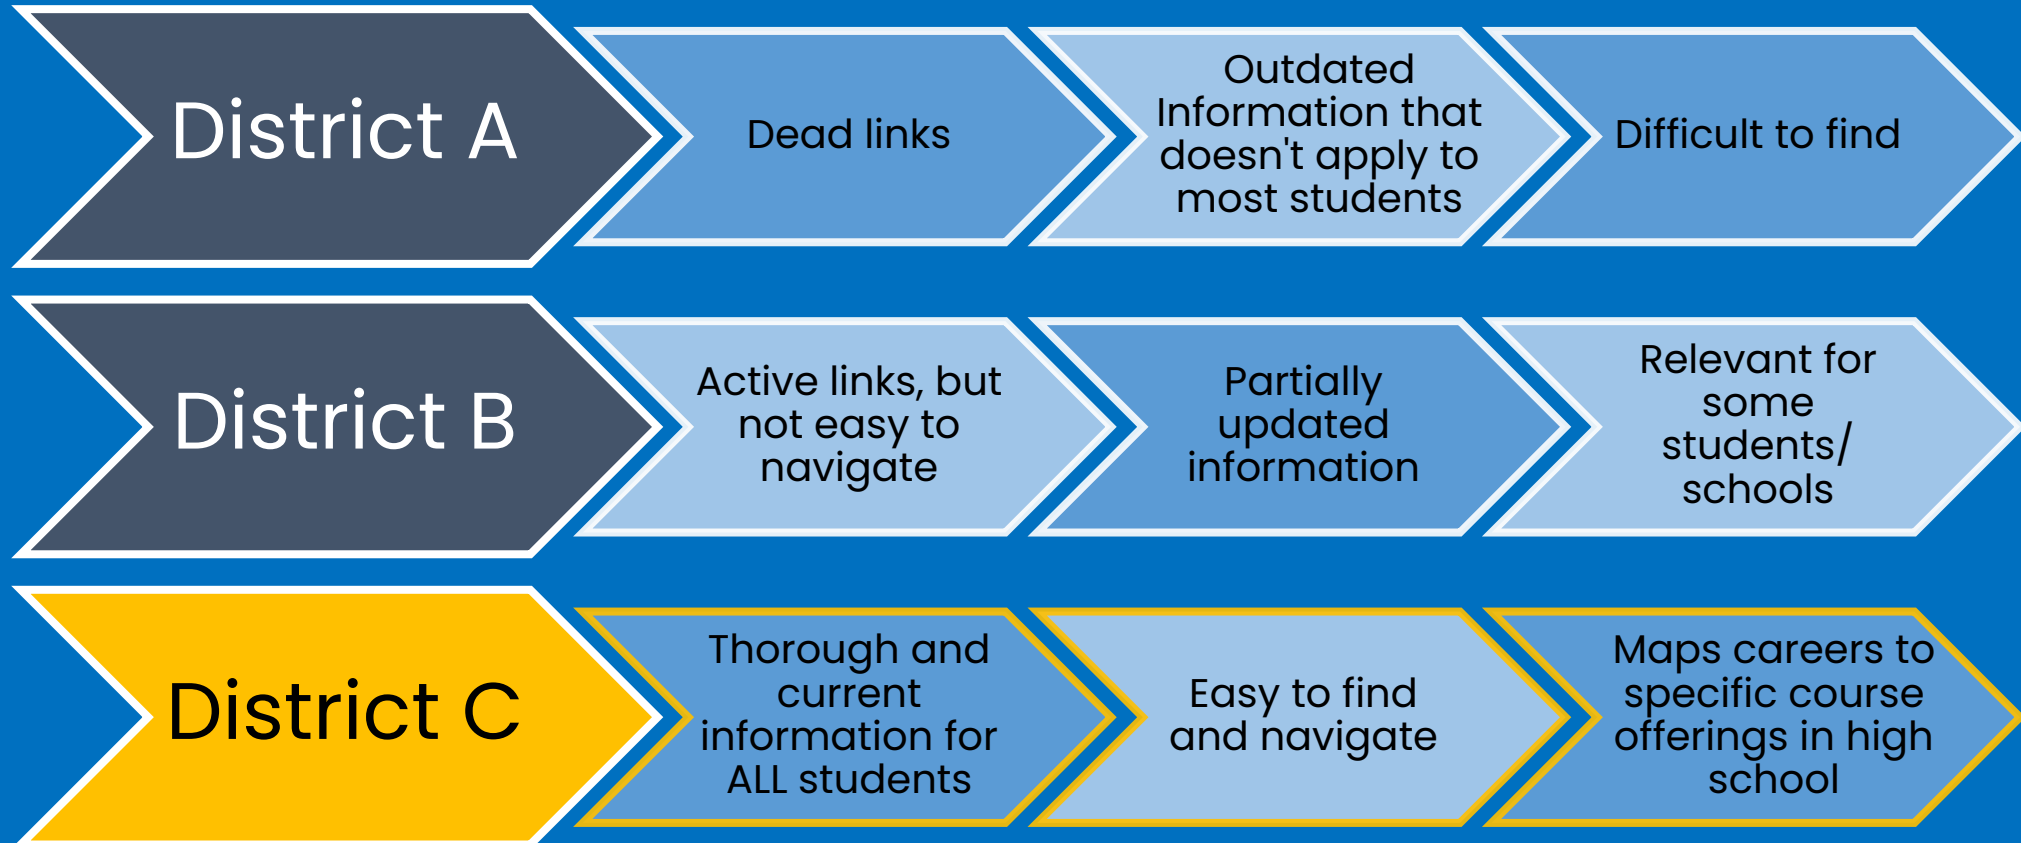 District A
Dead links
Outdated
Information that
doesn't apply to
most students
Difficult to find
District B
Active links, but
not easy to
navigate
Partially
updated
information
Relevant for
some
students/
schools
District C
Thorough and
current
information for
ALL students
Easy to find
and navigate
Maps careers to
specific course
offerings in high
school